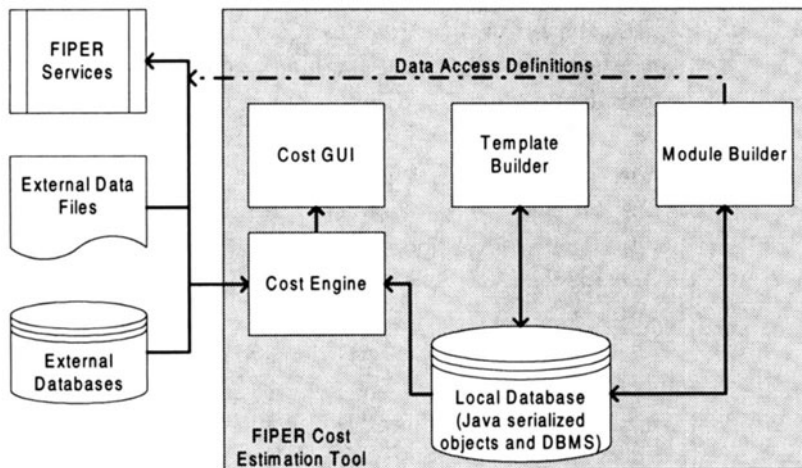 FIPER
Services
Data Access Definitions
Cost GUI
Template
Builder
Module Builder
External Data
Files
Cost Engine
External
Databases
Local Database
(Java serialized
objects and DBMS)
FIPER Cost
Estimation Tool